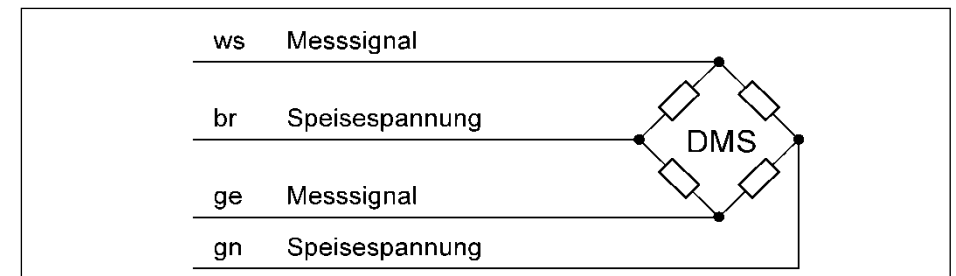 ws Messsignal
br Speisespannung
DMS
ge Messsignal
gn Speisespannung